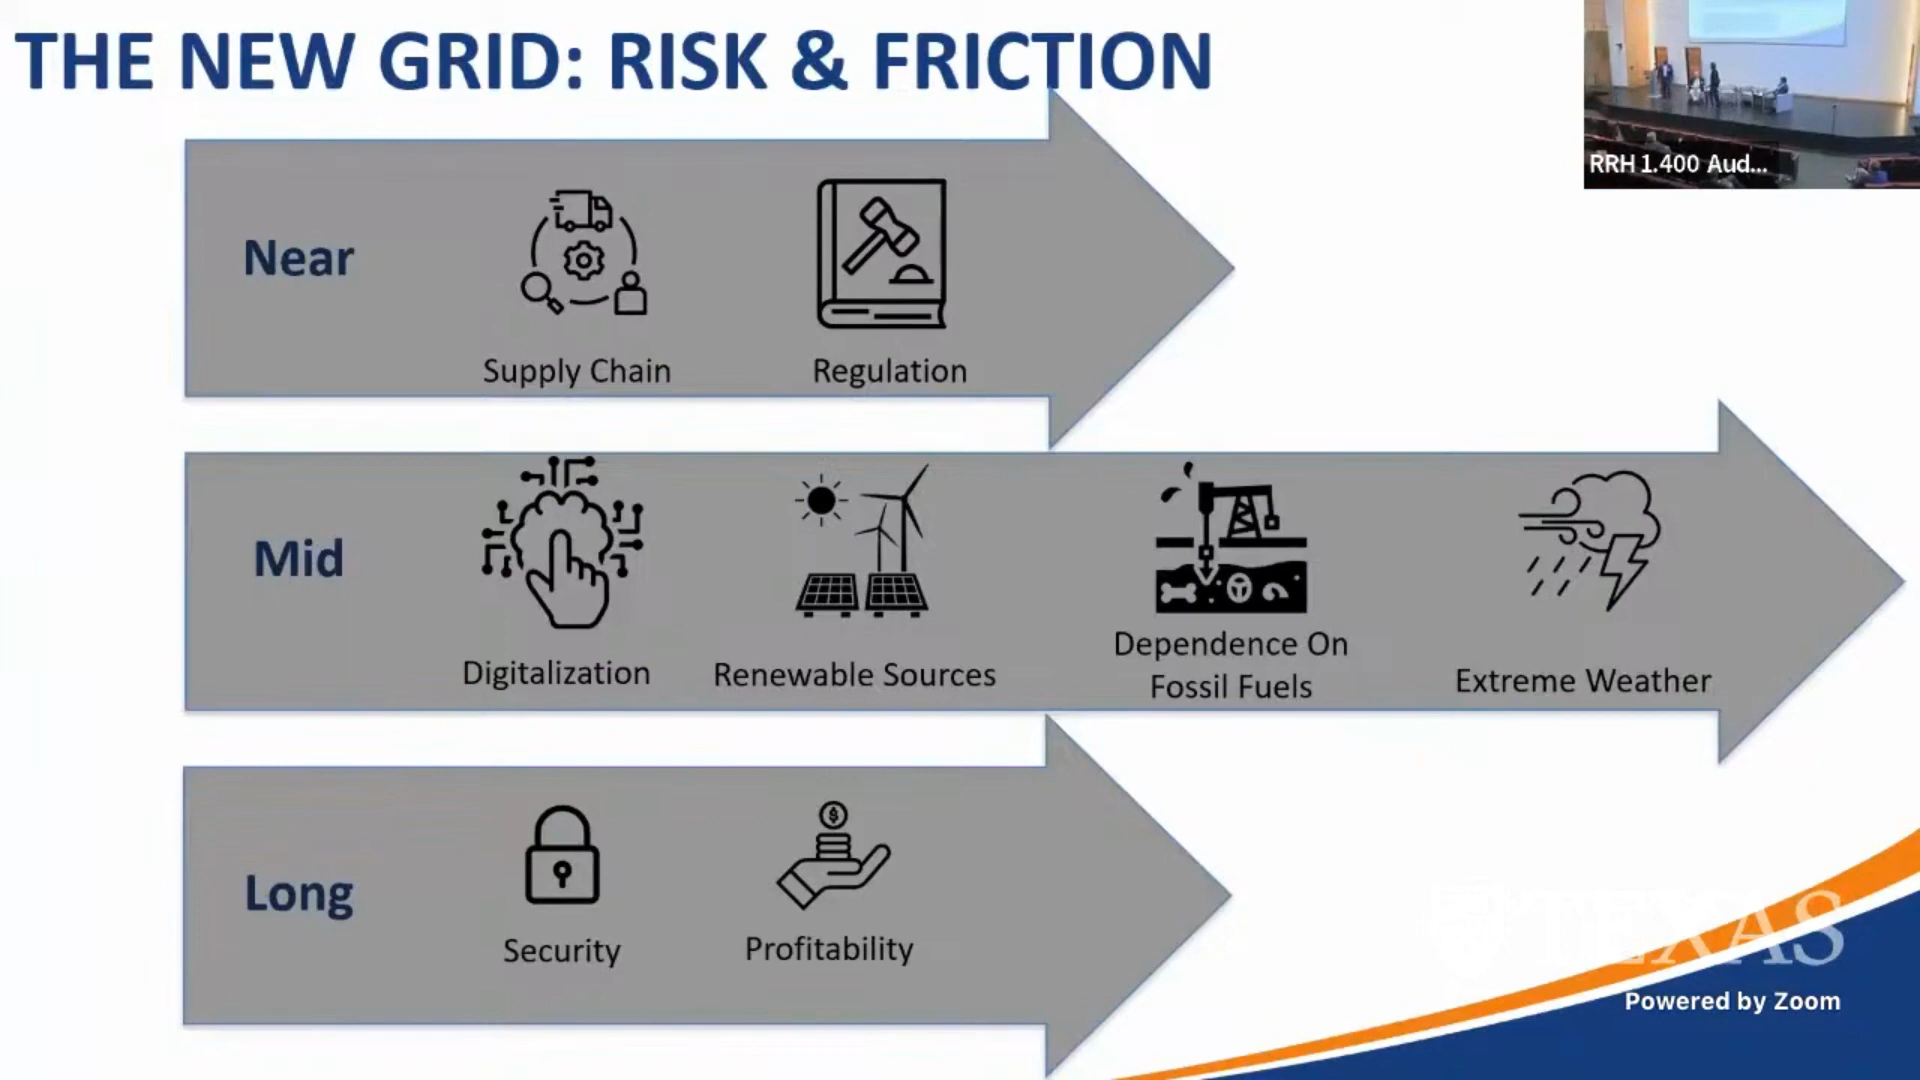 THE NEW GRID: RISK & FRICTION
RRH 1.400 Aud...
Near
Supply Chain
Regulation
Mid
Digitalization
Renewable Sources
Dependence On
Fossil Fuels
Extreme Weather
Long
$
Security
Profitability
TEXAS
Powered by Zoom